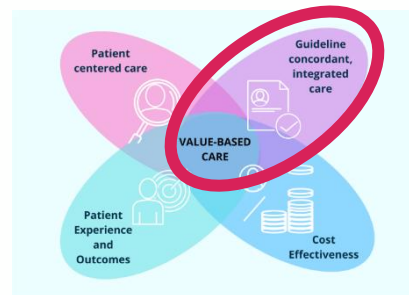 Patient
centered care
Guideline
concordant,
integrated
care
VALUE-BASED
CARE
Patient
Experience
and
Outcomes
Cost
Effectiveness